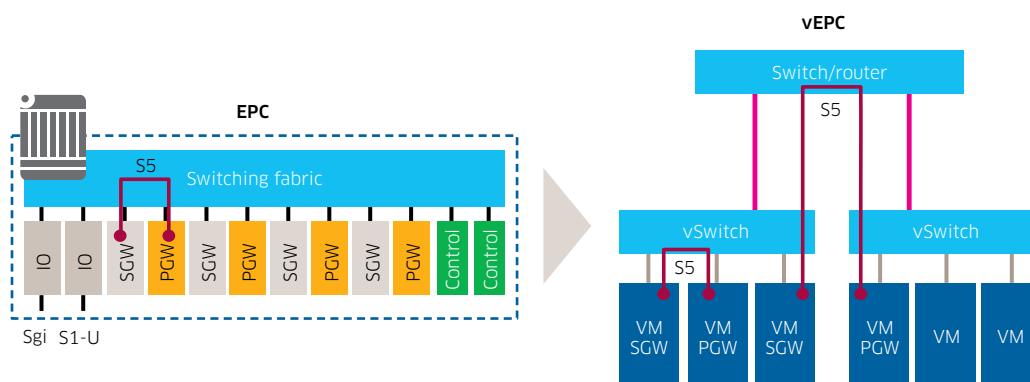 EPC
S5
Switching fabric
IO
IO
SGW
PGW
SGW
PGW
SGW
PGW
SGW
PGW
Control
Control
Sgi
S1-U
vEPC
Switch/router
S5
vSwitch
vSwitch
S5
VM
SGW
VM
PGW
VM
SGW
VM
PGW
VM
VM